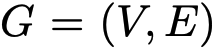 G = (V, E)